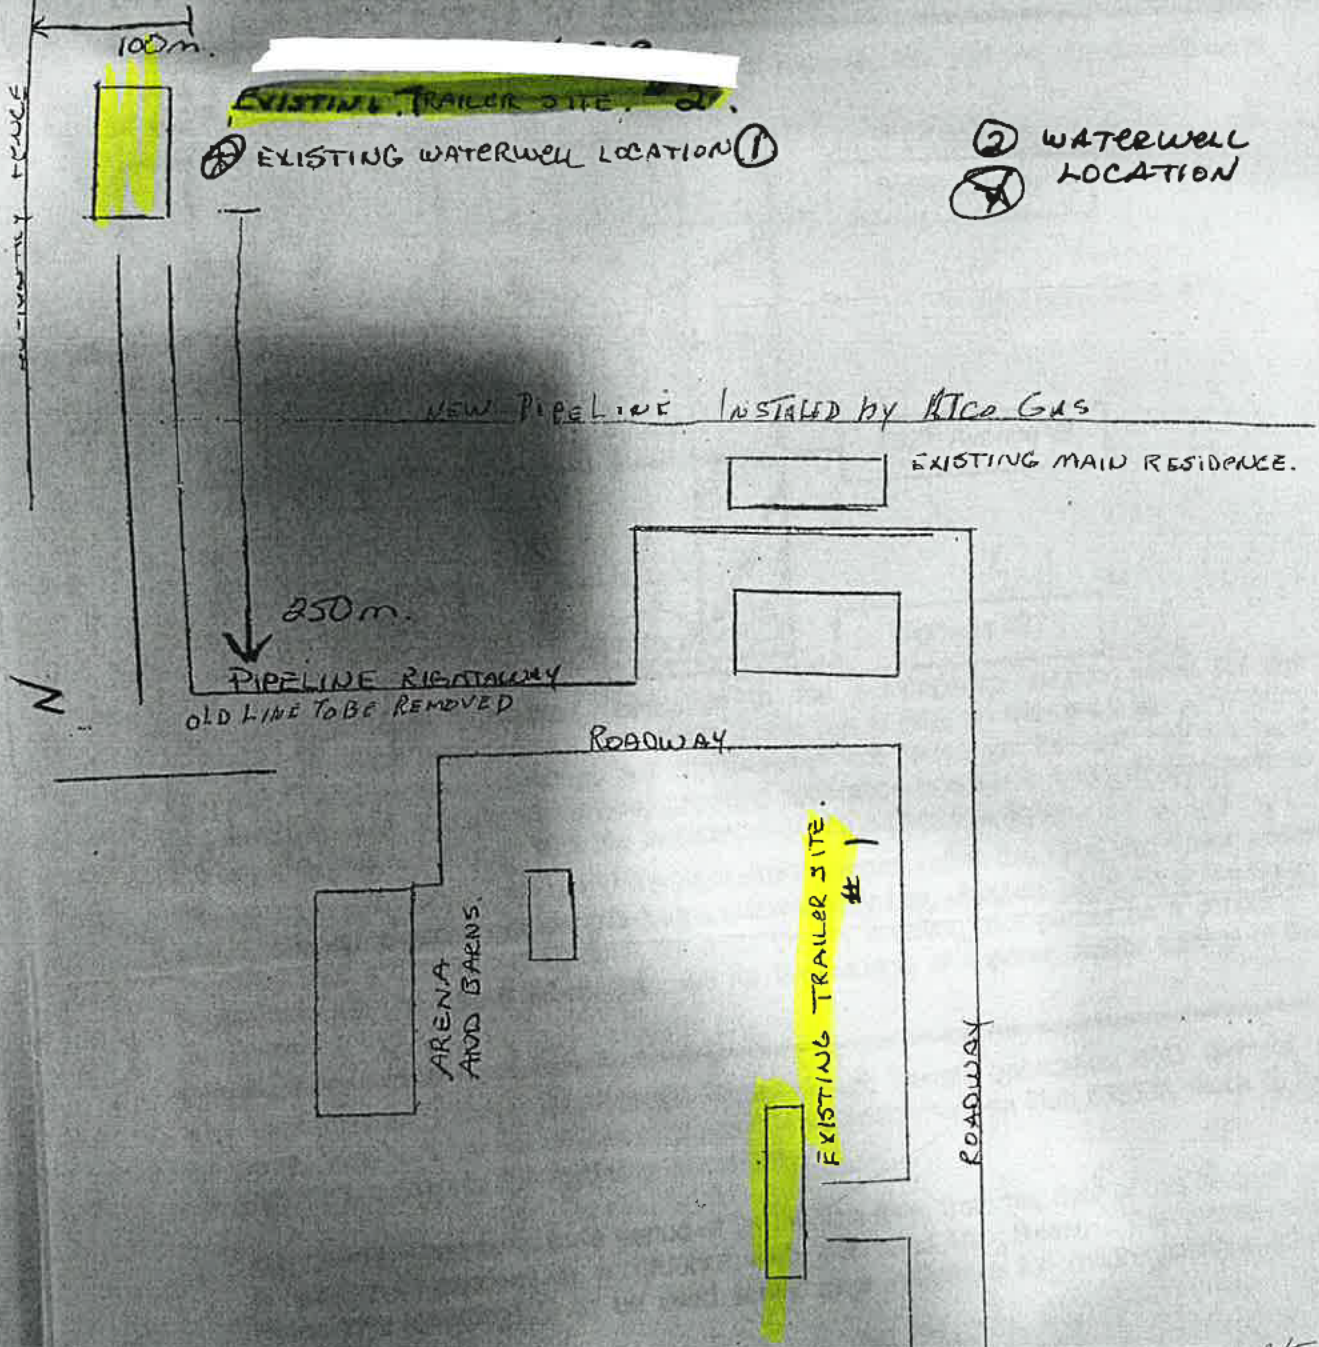 100m.
EXISTING TRAILER SITE. # 2.
EXISTING WATERWELL LOCATION ①
② WATERWELL
LOCATION
FENCE
NEW PIPELINE INSTALLED by ATCO GAS
EXISTING MAIN RESIDENCE.
250m.
PIPELINE RIGHTAWAY
OLD LINE TO BE REMOVED
N
ROADWAY
EXISTING TRAILER SITE.
# 1
ARENA
AND BARNS.
ROADWAY